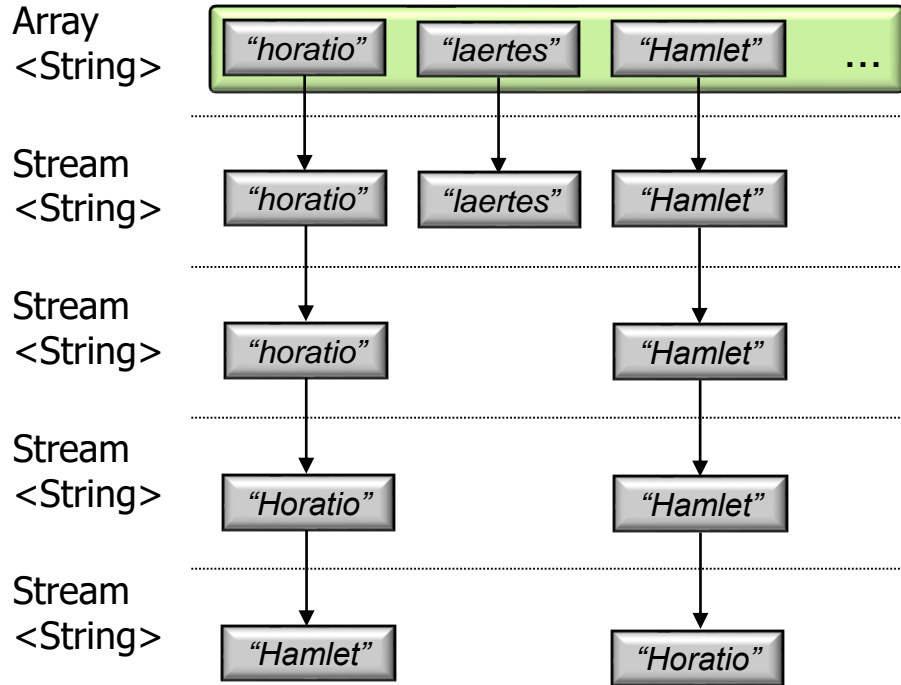 Array
<String>
“horatio” “laertes” “Hamlet” ...
Stream
<String>
“horatio” “laertes” “Hamlet”
Stream
<String>
“horatio” “Hamlet”
Stream
<String>
“Horatio” “Hamlet”
Stream
<String>
“Hamlet” “Horatio”